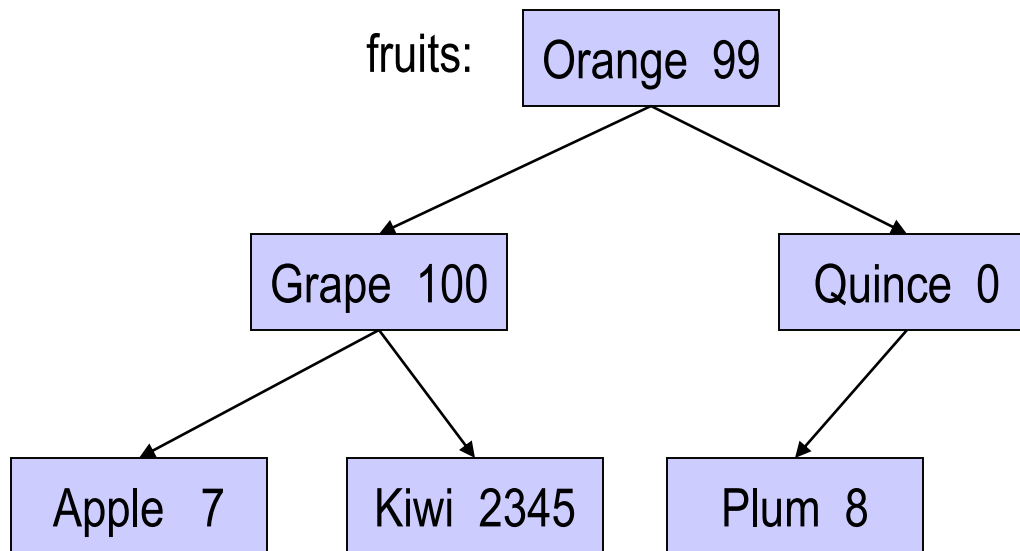 fruits:
Orange 99
Grape 100
Quince 0
Apple 7
Kiwi 2345
Plum 8